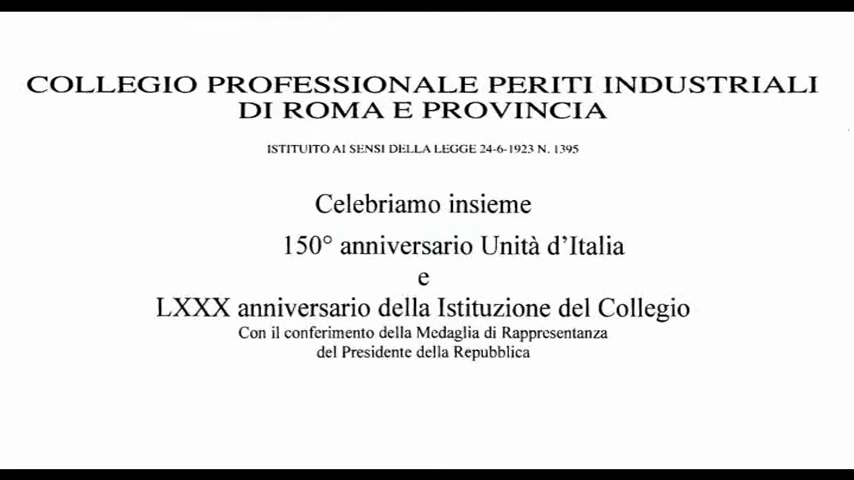 COLLEGIO PROFESSIONALE PERITI INDUSTRIALI
DI ROMA E PROVINCIA
ISTITUITO AI SENSI DELLA LEGGE 24-6-1923 N. 1395
Celebriamo insieme
150° anniversario Unità d'Italia
e
LXXX anniversario della Istituzione del Collegio
Con il conferimento della Medaglia di Rappresentanza
del Presidente della Repubblica